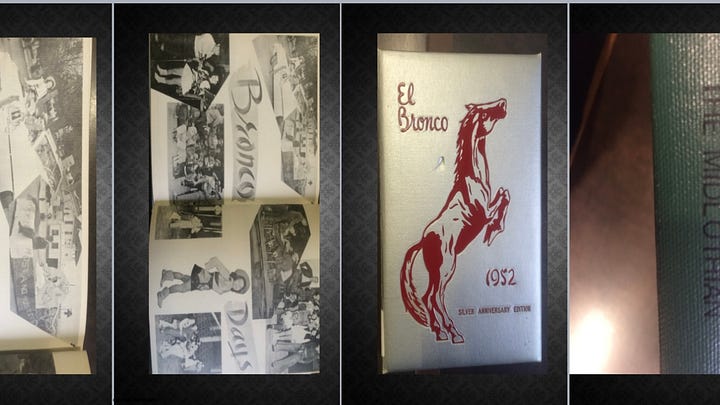 Bronco
Days
El
Bronco
1952
SILVER ANNIVERSARY EDITION
THE MIDLOTHIAN